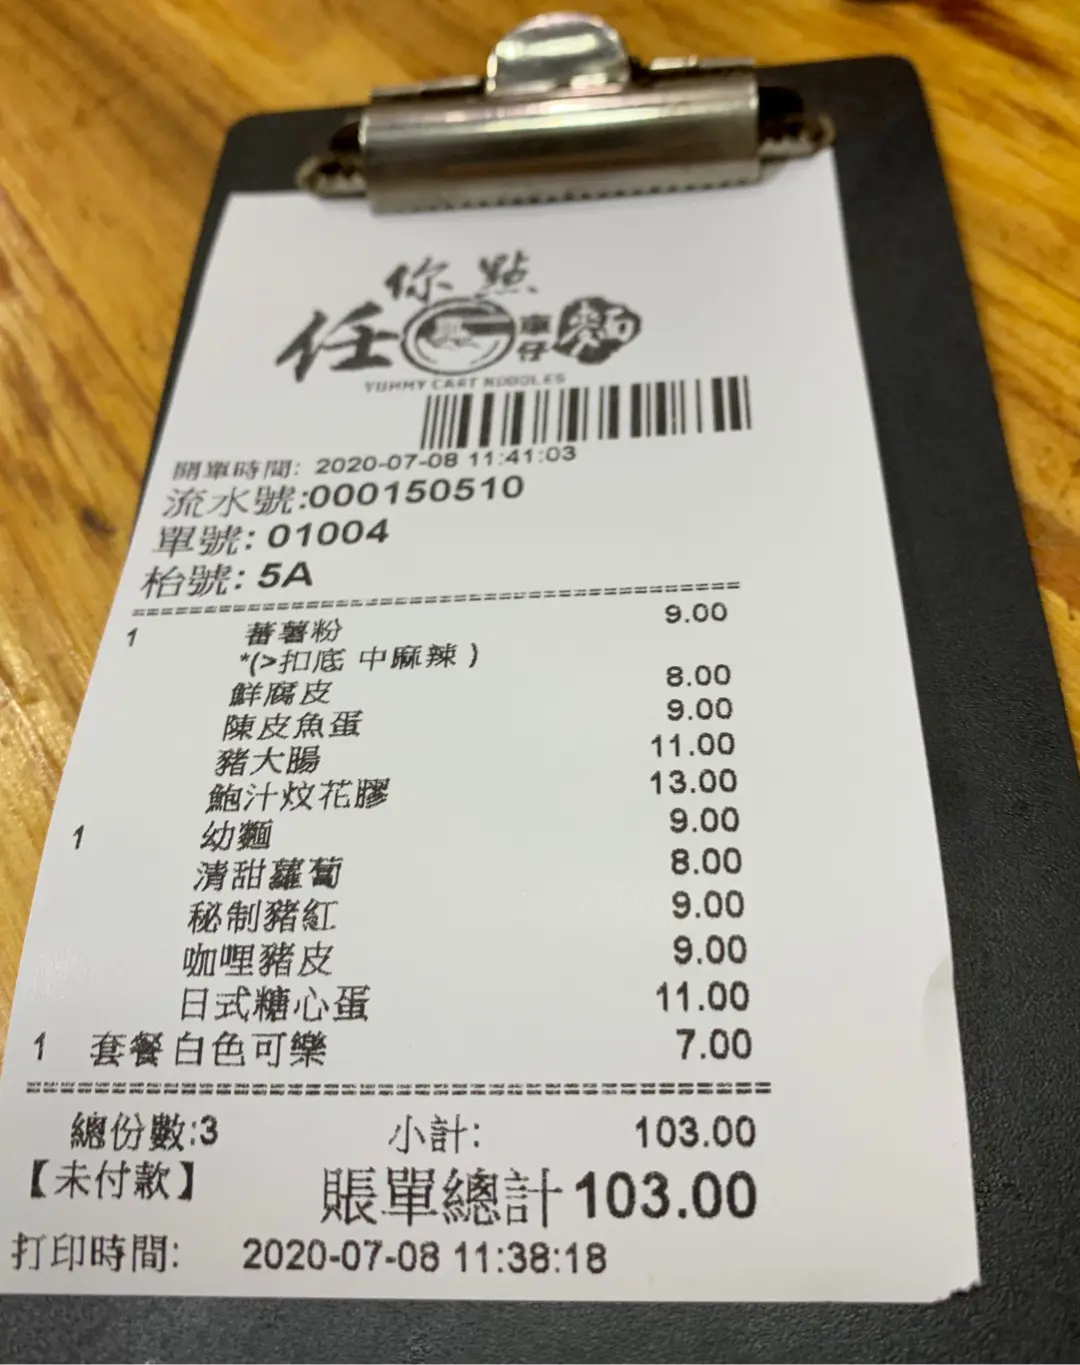 任你點
車仔麵
YUMMY CART NOODLES
開單時間: 2020-07-08 11:41:03
流水號:000150510
單號: 01004
枱號: 5A
1 蕃薯粉 9.00
*(>扣底 中麻辣 )
鮮腐皮 8.00
陳皮魚蛋 9.00
豬大腸 11.00
鮑汁炆花膠 13.00
1 幼麵 9.00
清甜蘿蔔 8.00
秘制豬紅 9.00
咖哩豬皮 9.00
日式糖心蛋 11.00
1 套餐白色可樂 7.00
總份數:3 小計: 103.00
【未付款】 賬單總計 103.00
打印時間: 2020-07-08 11:38:18